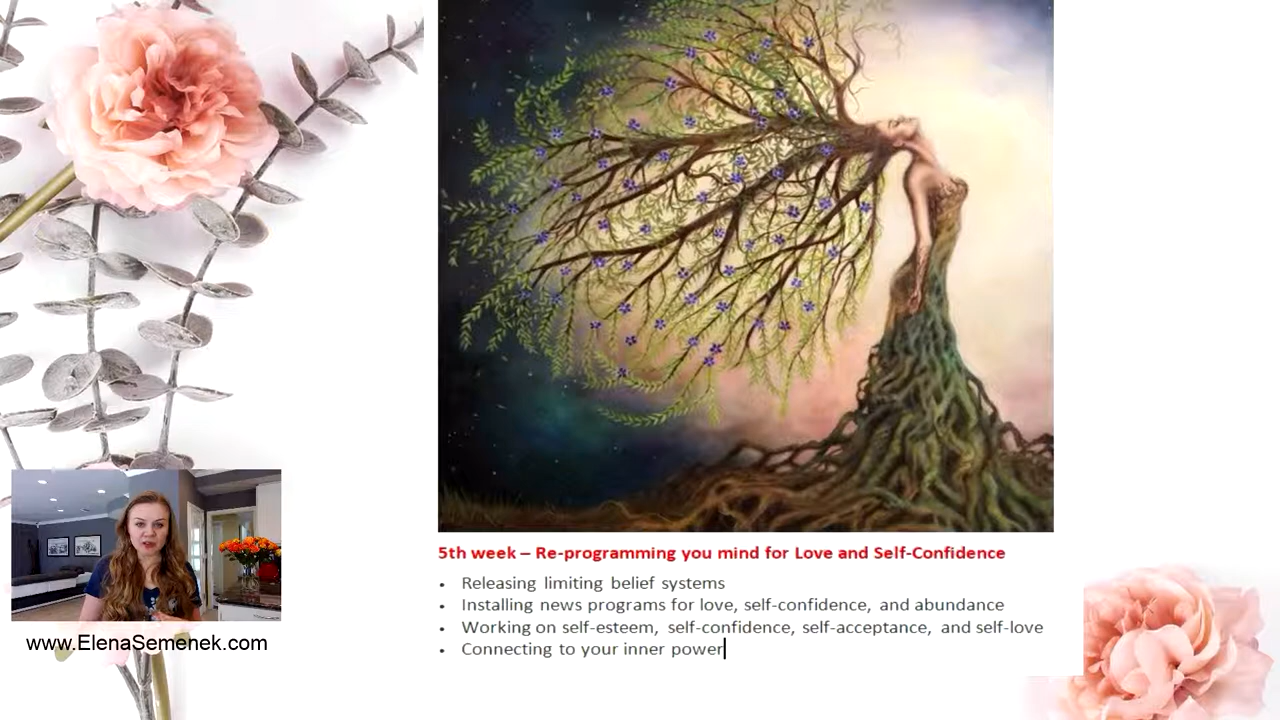 5th week – Re-programming you mind for Love and Self-Confidence
• Releasing limiting belief systems
• Installing news programs for love, self-confidence, and abundance
• Working on self-esteem, self-confidence, self-acceptance, and self-love
• Connecting to your inner power
www.ElenaSemenek.com